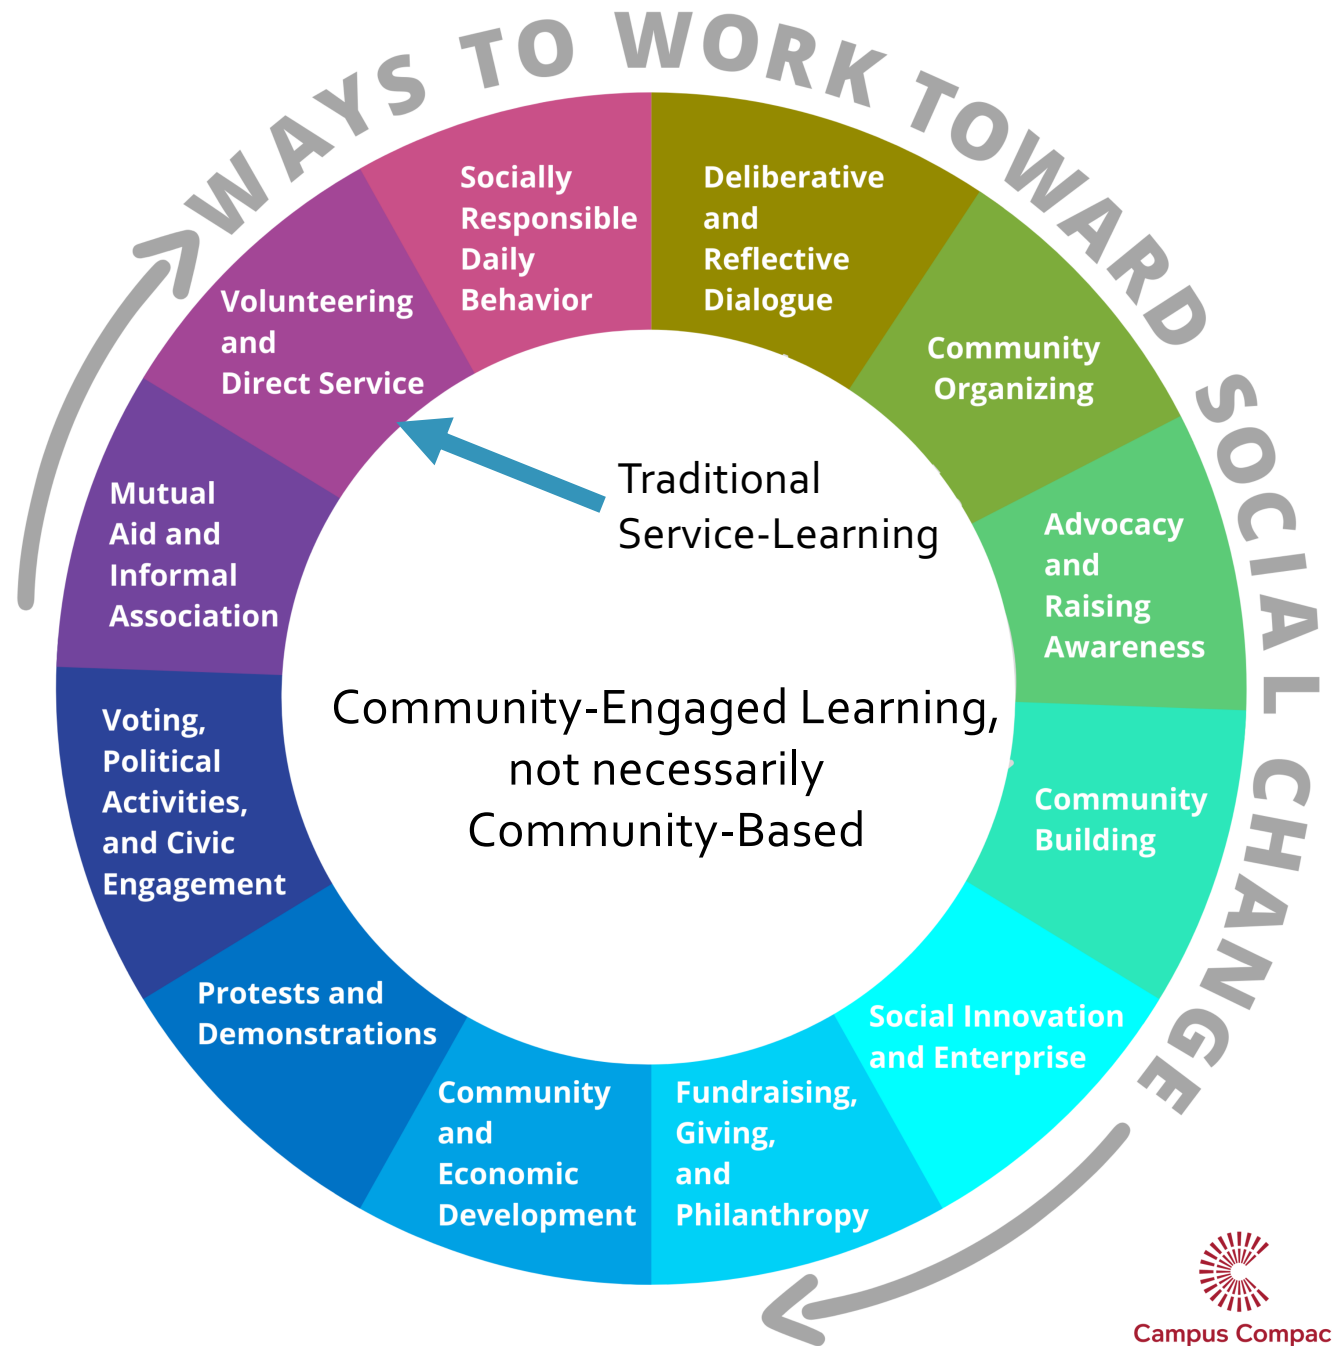 WAYS TO WORK TOWARD SOCIAL CHANGE
Deliberative
and
Reflective
Dialogue
Community
Organizing
Advocacy
and
Raising
Awareness
Community
Building
Social Innovation
and Enterprise
Fundraising,
Giving,
and
Philanthropy
Community
and
Economic
Development
Protests and
Demonstrations
Voting,
Political
Activities,
and Civic
Engagement
Mutual
Aid and
Informal
Association
Volunteering
and
Direct Service
Socially
Responsible
Daily
Behavior
Traditional
Service-Learning
Community-Engaged Learning,
not necessarily
Community-Based
Campus Compac